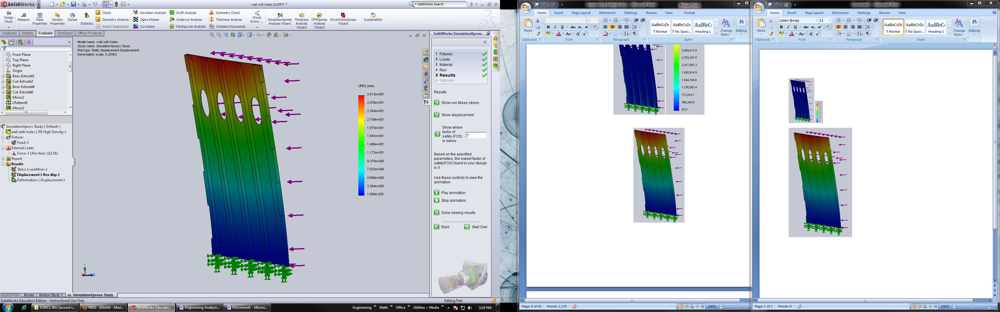 SolidWorks
wall with holes.SLDPRT *
SolidWorks Search
Design Study
Measure
Mass Properties
Section Properties
Sensor
Statistics
Check
Geometry Analysis
Import Diagnostics
Deviation Analysis
Zebra Stripes
Curvature
Draft Analysis
Undercut Analysis
Parting Line Analysis
Symmetry Check
Thickness Analysis
Compare Documents
Check Active ...
SimulationXpress Analysis Wizard
FloXpress Analysis Wizard
DFMXpress Analysis Wizard
DriveWorksXpress Wizard
Sustainability
Features
Sketch
Evaluate
DimXpert
Office Products
Front Plane
Top Plane
Right Plane
Origin
Boss-Extrude1
Cut-Extrude2
Boss-Extrude6
Cut-Extrude8
Mirror2
LPattern9
Mirror3
SimulationXpress Study (-Default-)
wall with holes (-PE High Density-)
Fixtures
Fixed-3
External Loads
Force-3 (:Per item: 111 N:)
Report
Results
Stress (-vonMises-)
Displacement (-Res disp-)
Deformation (-Displacement-)
Model name: wall with holes
Study name: SimulationXpress Study
Plot type: Static displacement Displacement
Deformation scale: 8.20563
URES (mm)
2.813e+001
2.578e+001
2.344e+001
2.109e+001
1.875e+001
1.641e+001
1.406e+001
1.172e+001
9.375e+000
7.032e+000
4.688e+000
2.344e+000
1.000e-030
Y
X
Z
Model
Motion Study 1
SimulationXpress Study
SolidWorks Education Edition - Instructional Use Only
Editing Part
SolidWorks SimulationXpress
1 Fixtures
2 Loads
3 Material
4 Run
5 Results
6 Optimize
Results
Show von Mises stress
Show displacement
Show where
factor of
safety (FOS)
is below:
1
Based on the specified
parameters, the lowest factor of
safety(FOS) found in your design
is 0
Use these controls to view the
animation.
Play animation
Stop animation
Done viewing results
Back
Start Over
Engineering Analysis.docx - Microsoft Word
Picture Tools
Home
Insert
Page Layout
References
Mailings
Review
View
Format
Paste
11
AaBbCcDc
¶ Normal
AaBbCcDc
¶ No Spaci...
AaBbC
Heading 1
Change Styles
Editing
Clipboard
Font
Paragraph
Styles
3,089,413.8
2,703,247.5
2,317,081.3
1,930,914.9
1,544,748.6
1,158,582.4
772,416.1
386,249.8
83.5
Page: 3 of 10
Words: 1,125
100%
Document1 - Microsoft Word
Home
Insert
Page Layout
References
Mailings
Review
View
Paste
Calibri (Body)
11
AaBbCcDc
¶ Normal
AaBbCcDc
¶ No Spaci...
AaBbC
Heading 1
Change Styles
Editing
Clipboard
Font
Paragraph
Styles
Page: 1 of 1
Words: 0
100%
I:\MCE 401\Second s...
WEEI - 850AM - Mozi...
SolidWorks Educatio...
Engineering Analysis...
Document1 - Micros...
Engineering
Math
Office
Utilities + Media
3:19 PM